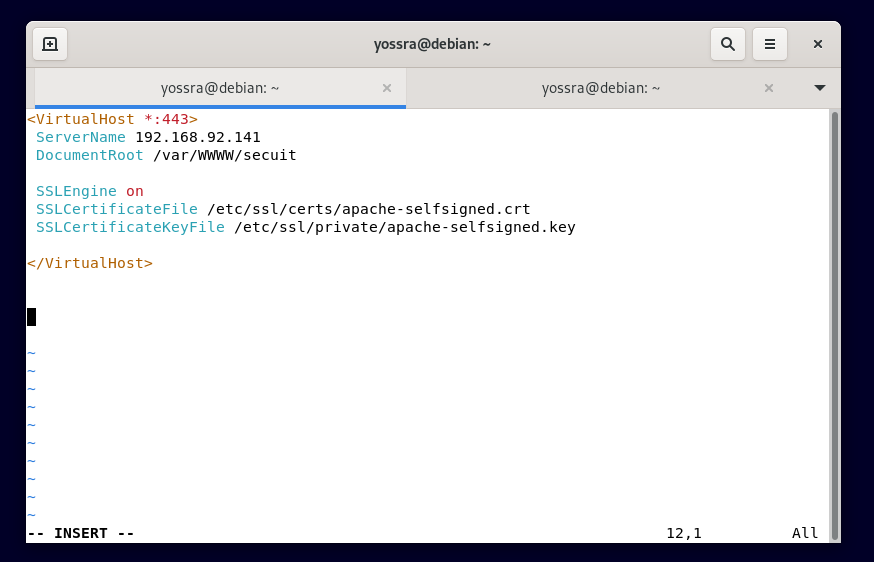 yossra@debian: ~
yossra@debian: ~
yossra@debian: ~
<VirtualHost *:443>
ServerName 192.168.92.141
DocumentRoot /var/WWWW/secuit
SSLEngine on
SSLCertificateFile /etc/ssl/certs/apache-selfsigned.crt
SSLCertificateKeyFile /etc/ssl/private/apache-selfsigned.key
</VirtualHost>
~
~
~
~
~
~
~
~
~
~
-- INSERT -- 12,1 All